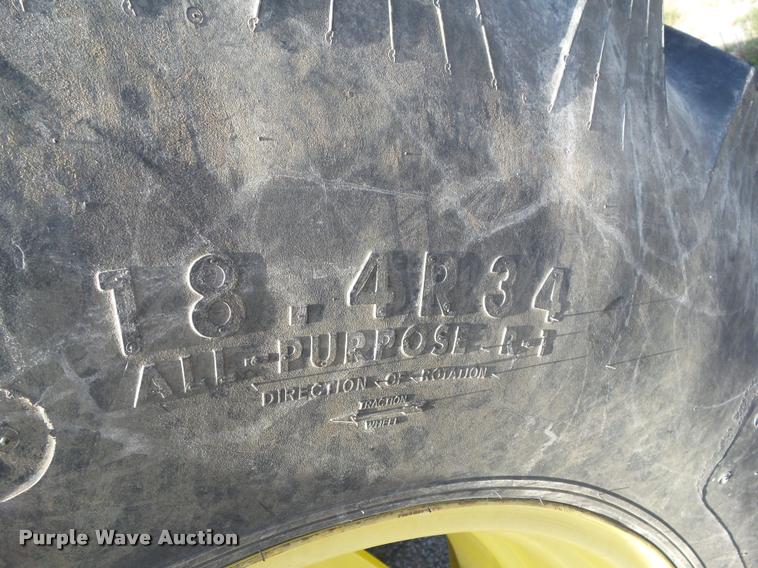 18.4R34
ALL-PURPOSE-R-1
DIRECTION OF ROTATION
TRACTION
WHEEL
Purple Wave Auction®